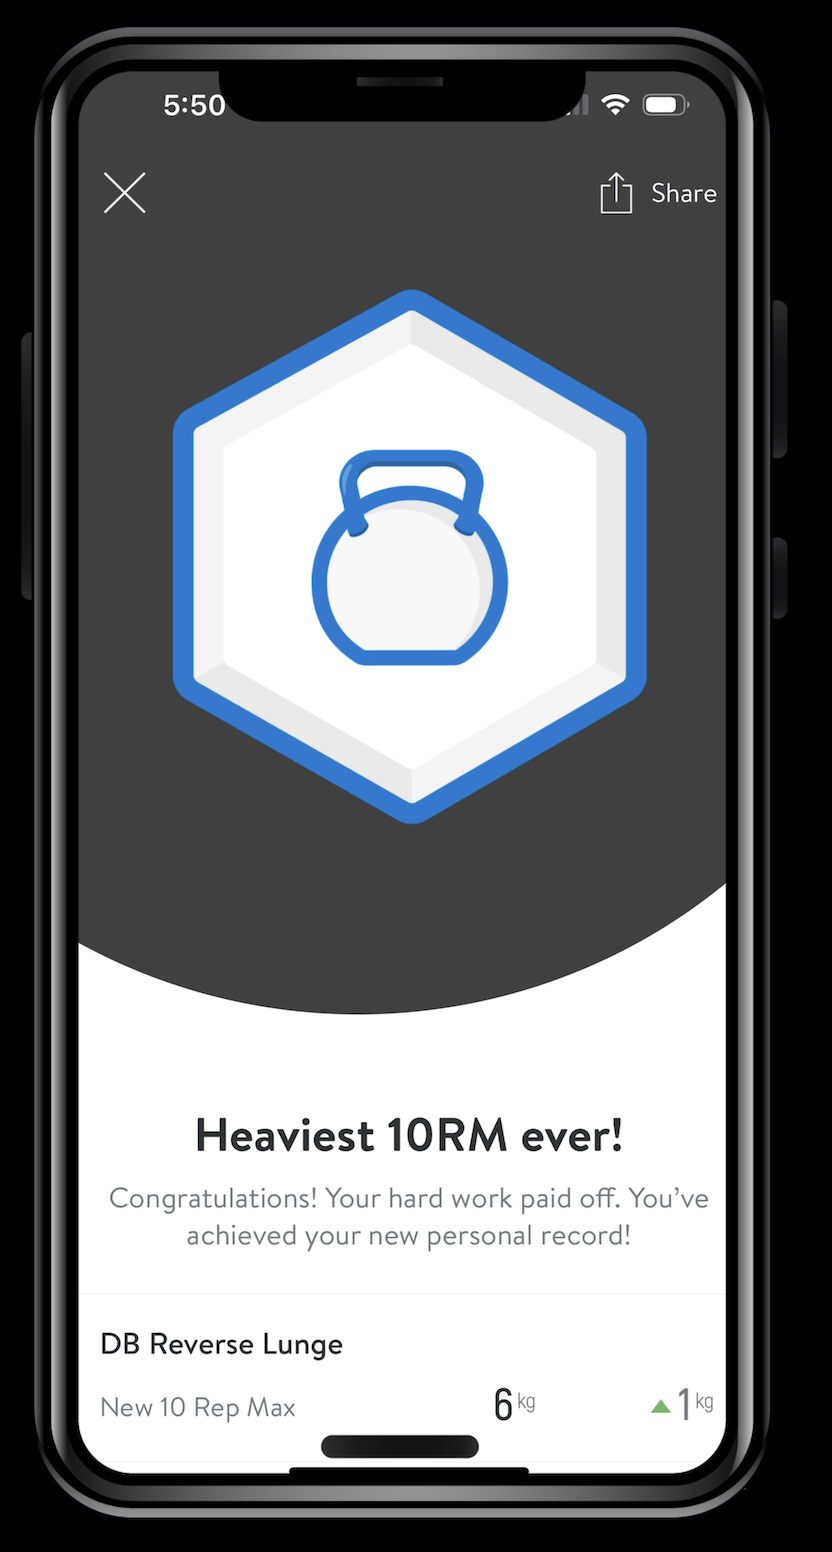 5:50
Share
Heaviest 10RM ever!
Congratulations! Your hard work paid off. You’ve
achieved your new personal record!
DB Reverse Lunge
New 10 Rep Max 6 kg 1 kg